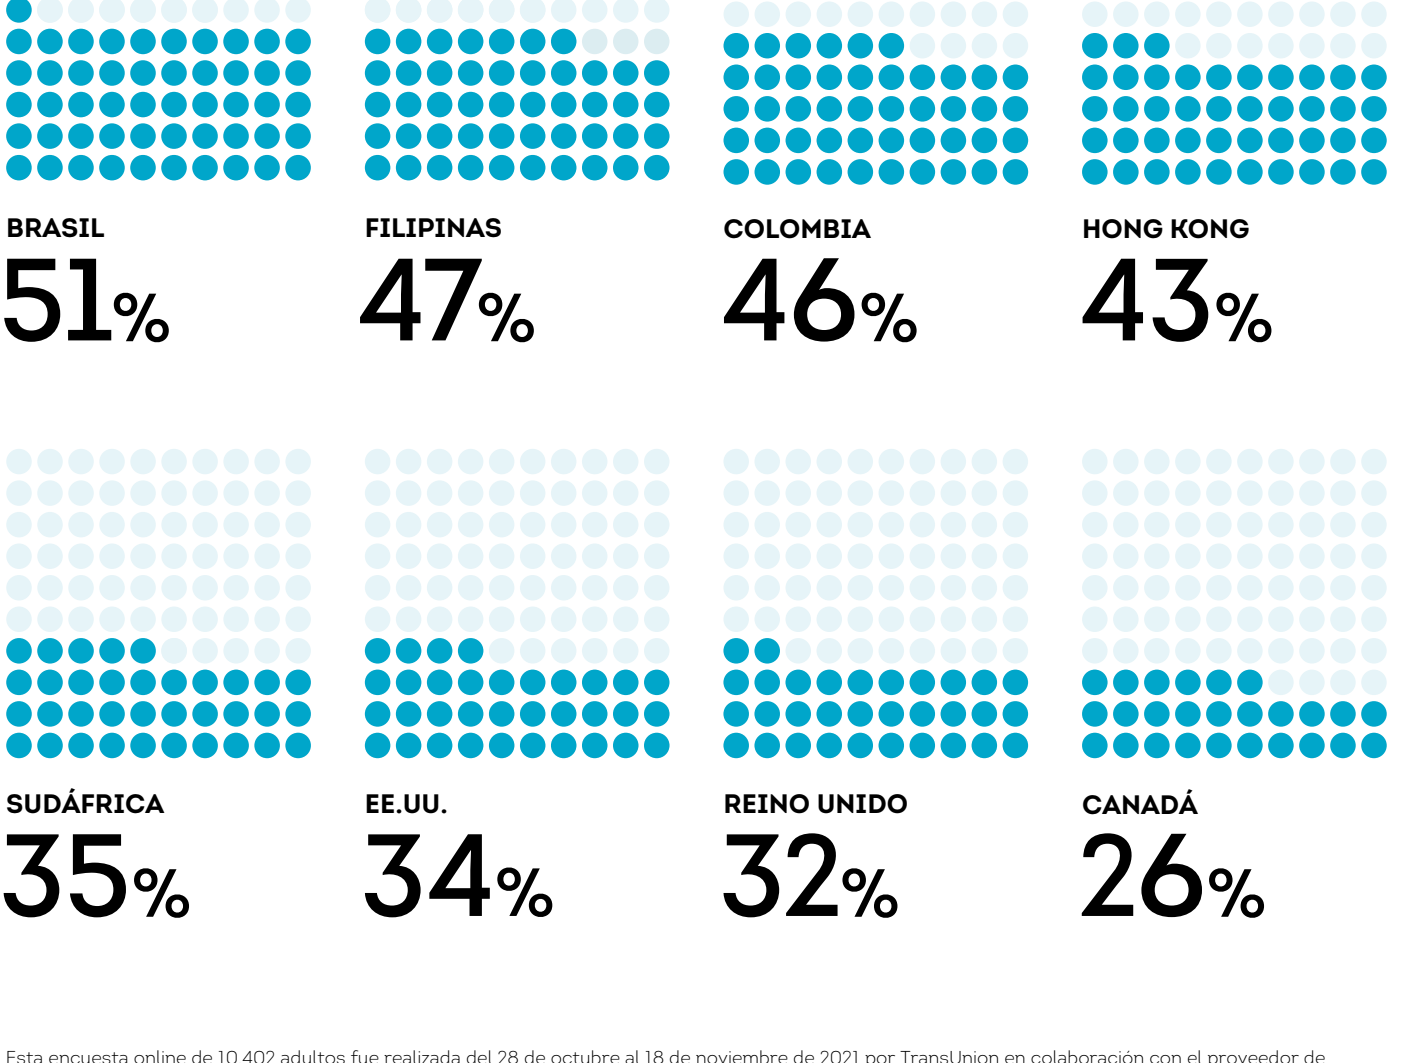 BRASIL FILIPINAS COLOMBIA HONG KONG
51% 47% 46% 43%
SUDÁFRICA EE.UU. REINO UNIDO CANADÁ
35% 34% 32% 26%
Esta encuesta online de 10.402 adultos fue realizada del 28 de octubre al 18 de noviembre de 2021 por TransUnion en colaboración con el proveedor de